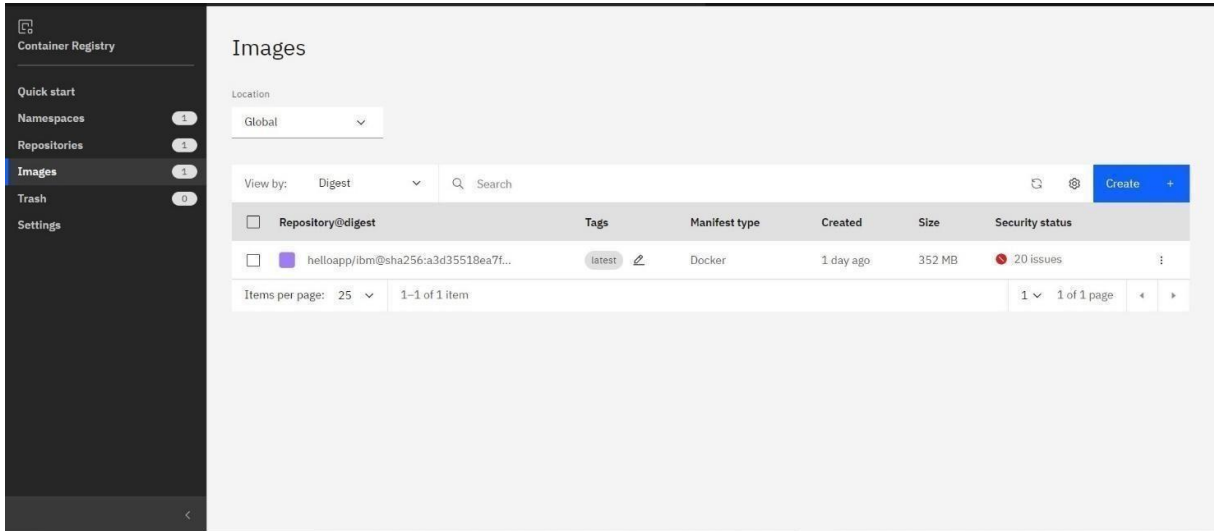 Container Registry
Quick start
Namespaces 1
Repositories 1
Images 1
Trash 0
Settings
Images
Location
Global
View by: Digest Search Create +
Repository@digest Tags Manifest type Created Size Security status
helloapp/ibm@sha256:a3d35518ea7f... latest Docker 1 day ago 352 MB 20 issues
Items per page: 25 1–1 of 1 item 1 1 of 1 page